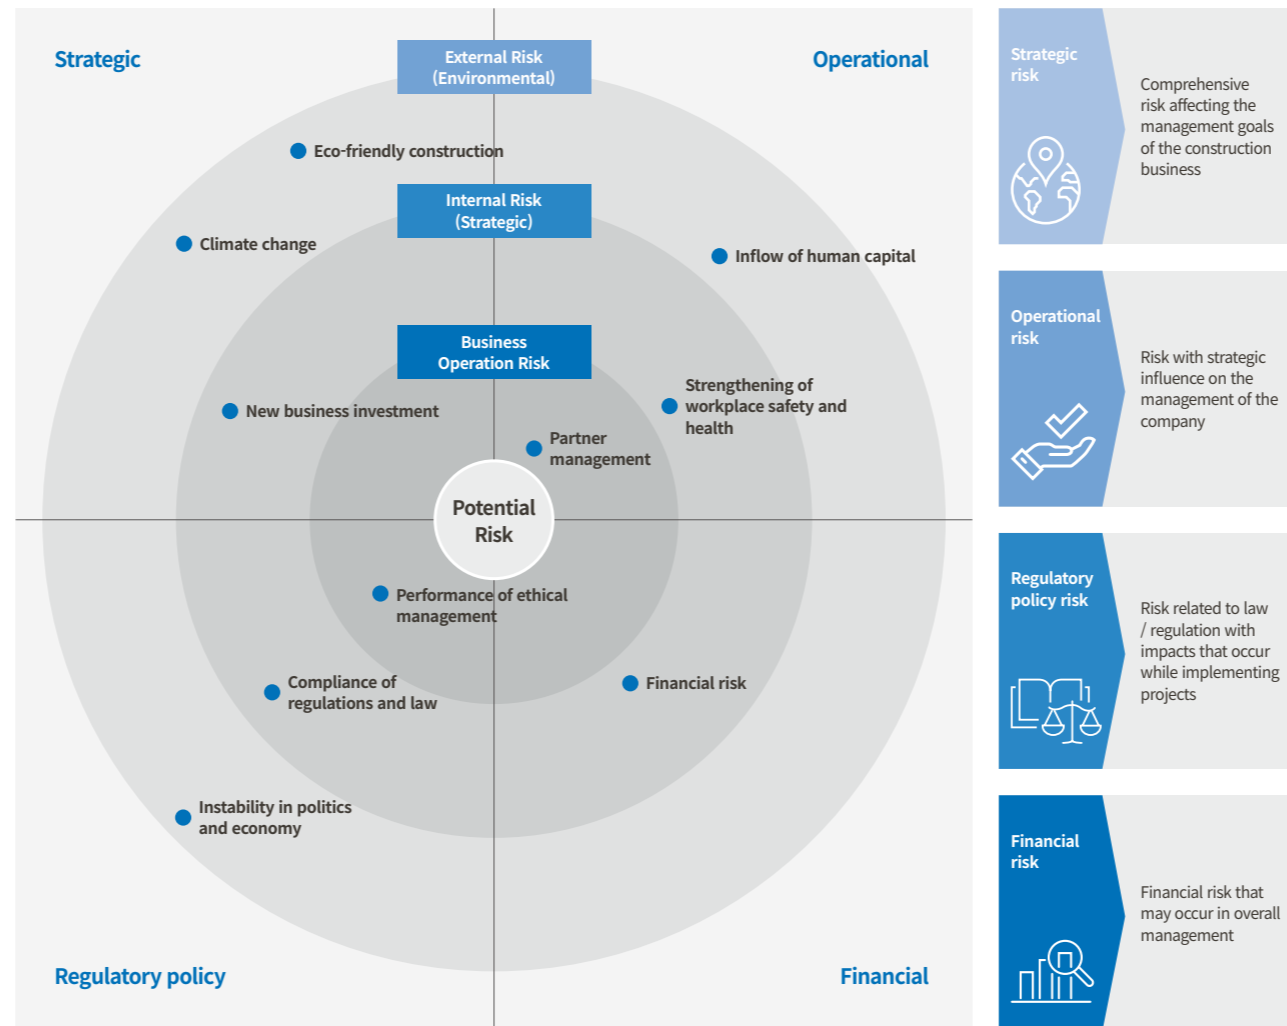 Strategic
Operational
External Risk
(Environmental)
Eco-friendly construction
Internal Risk
(Strategic)
Climate change
Inflow of human capital
Business
Operation Risk
New business investment
Strengthening of
workplace safety and
health
Partner
management
Potential
Risk
Performance of ethical
management
Compliance of
regulations and law
Financial risk
Instability in politics
and economy
Regulatory policy
Financial
Strategic
risk
Comprehensive
risk affecting the
management goals
of the construction
business
Operational
risk
Risk with strategic
influence on the
management of the
company
Regulatory
policy risk
Risk related to law
/ regulation with
impacts that occur
while implementing
projects
Financial
risk
Financial risk that
may occur in overall
management